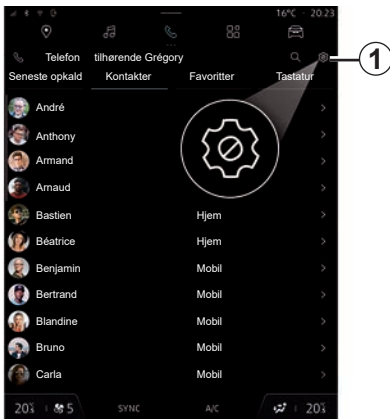 16°C 20:23
Telefon tilhørende Grégory
1
Seneste opkald Kontakter Favoritter Tastatur
André
Anthony
Armand
Arnaud
Bastien Hjem
Béatrice Hjem
Benjamin Mobil
Bertrand Mobil
Blandine Mobil
Bruno Mobil
Carla Mobil
20 5 SYNC A/C 20